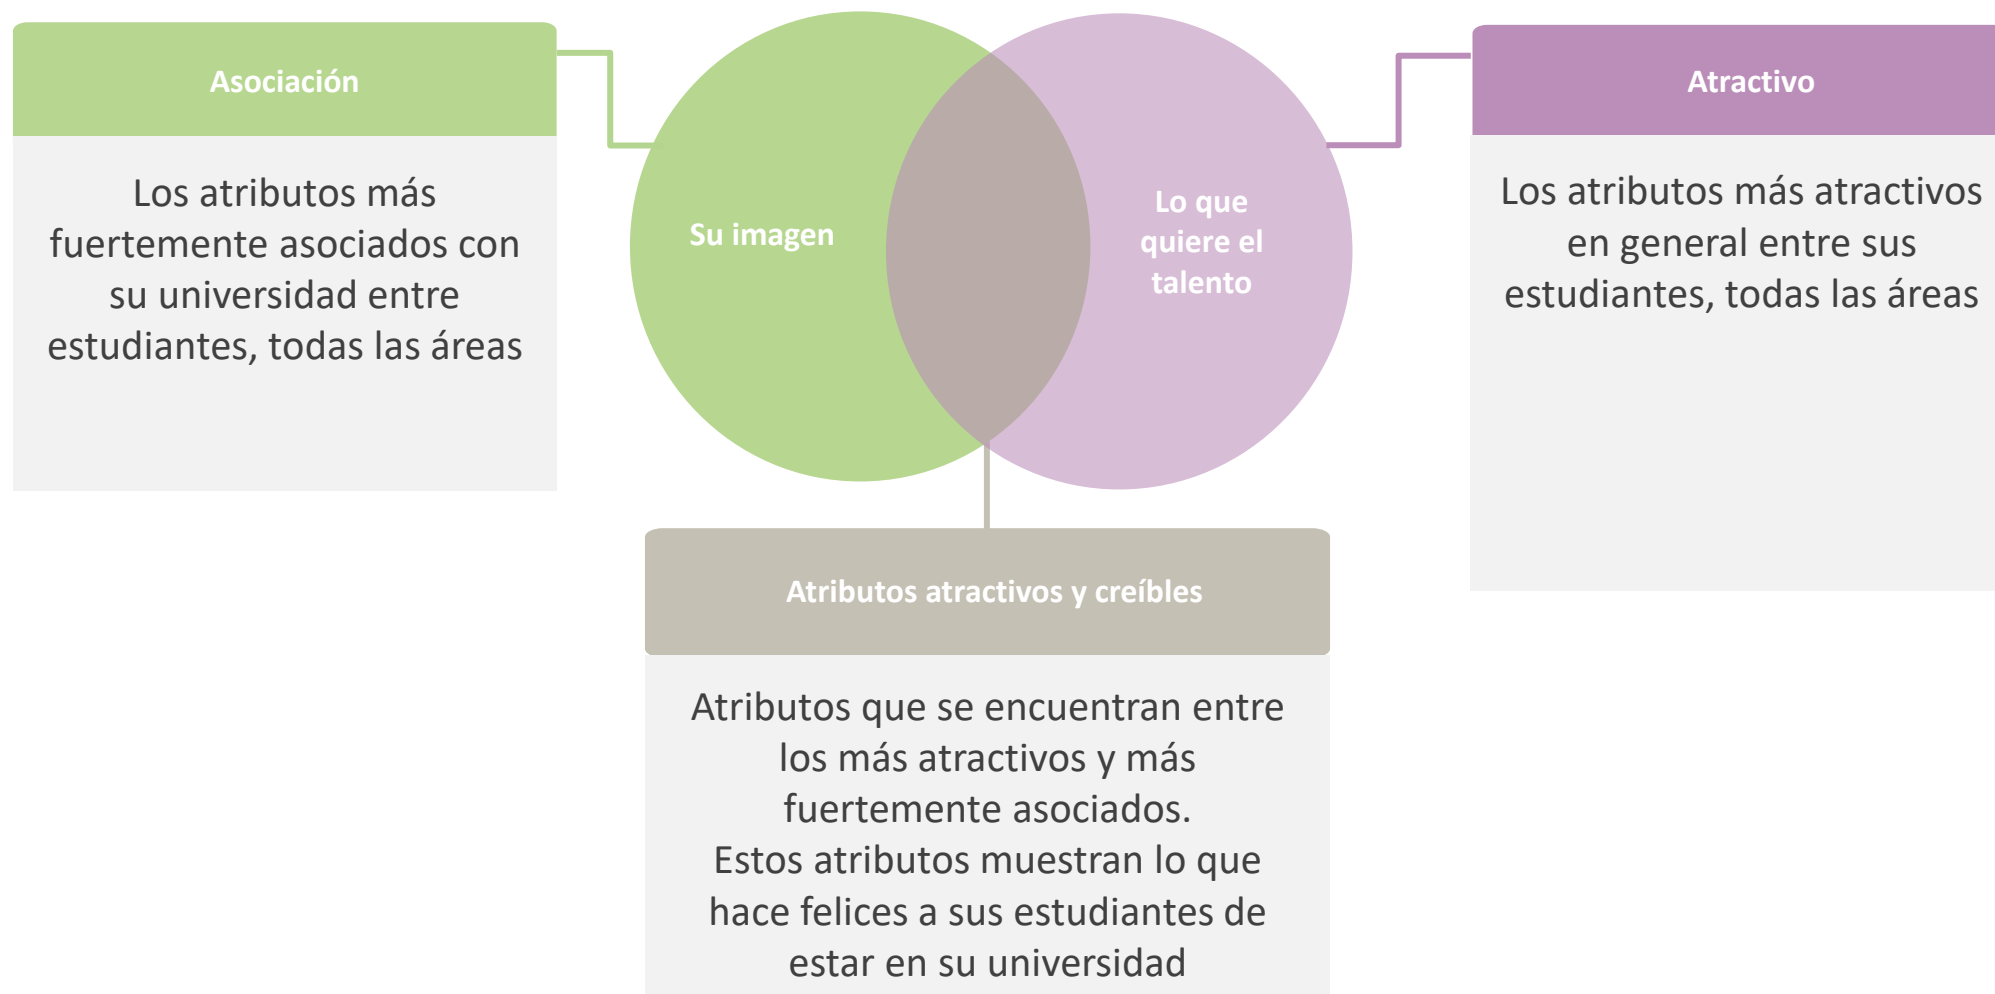 Asociación
Los atributos más
fuertemente asociados con
su universidad entre
estudiantes, todas las áreas
Su imagen
Lo que
quiere el
talento
Atractivo
Los atributos más atractivos
en general entre sus
estudiantes, todas las áreas
Atributos atractivos y creíbles
Atributos que se encuentran entre
los más atractivos y más
fuertemente asociados.
Estos atributos muestran lo que
hace felices a sus estudiantes de
estar en su universidad